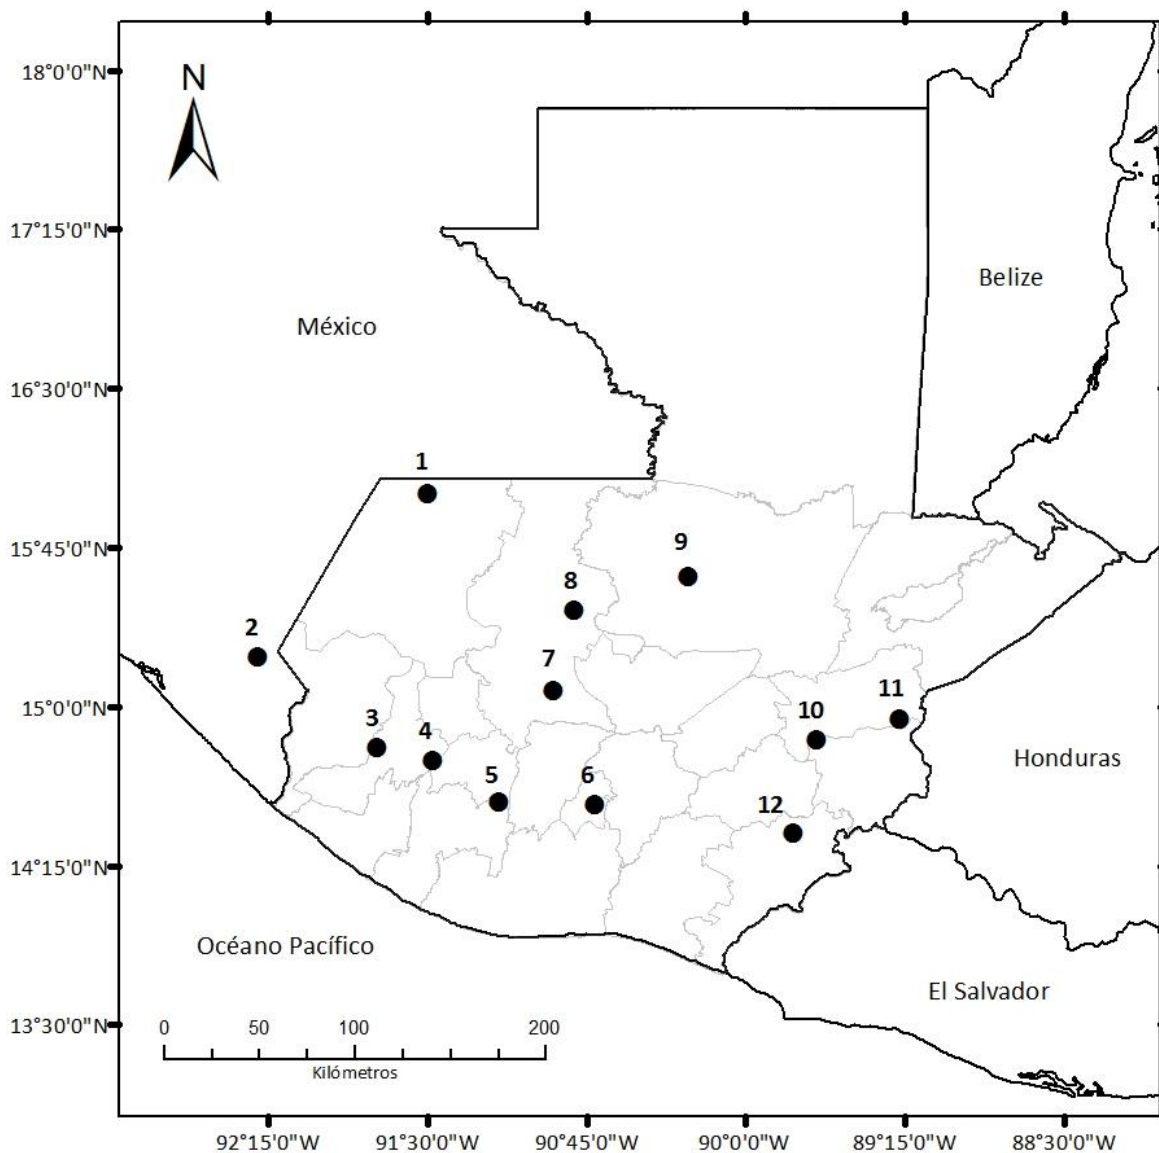 N
18°0'0"N
17°15'0"N
16°30'0"N
15°45'0"N
15°0'0"N
14°15'0"N
13°30'0"N
Belize
México
1
9
8
2
7
11
3
10
4
Honduras
5
6
12
Océano Pacífico
El Salvador
0 50 100 200
Kilómetros
92°15'0"W 91°30'0"W 90°45'0"W 90°0'0"W 89°15'0"W 88°30'0"W